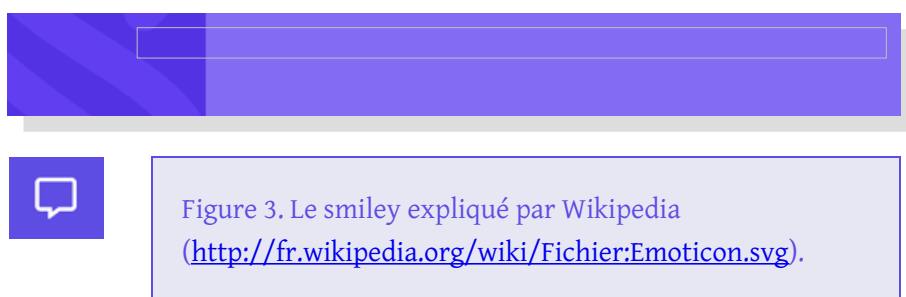 Figure 3. Le smiley expliqué par Wikipedia
(http://fr.wikipedia.org/wiki/Fichier:Emoticon.svg).